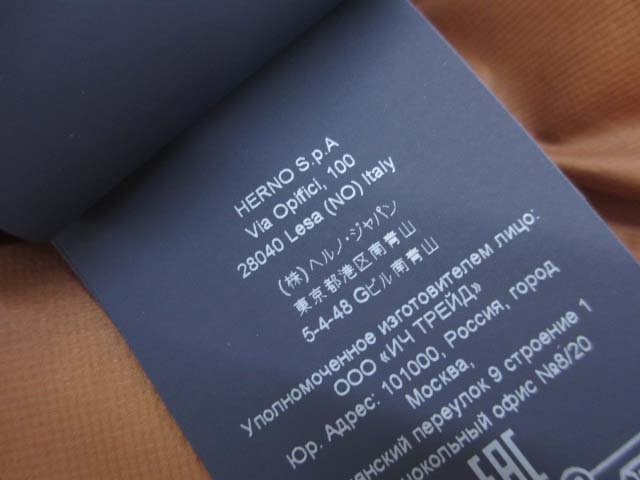 HERNO S.p.A
Via Opifici, 100
28040 Lesa (NO) Italy
(株)ヘルノ・ジャパン
東京都港区南青山
5-4-48 Gビル南青山
Уполномоченное изготовителем лицо:
ООО «ИЧ ТРЕЙД»
Юр. Адрес: 101000, Россия, город
Москва,
переулок 9 строение 1
офис №8/20
EAC